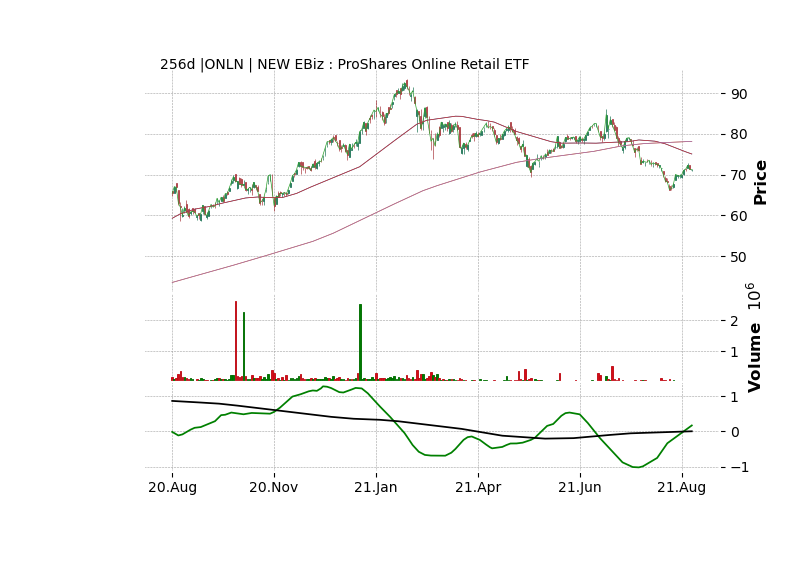 256d |ONLN | NEW EBiz : ProShares Online Retail ETF
90
80
70
60
50
Price
10^6
2
1
Volume
1
0
−1
20.Aug 20.Nov 21.Jan 21.Apr 21.Jun 21.Aug